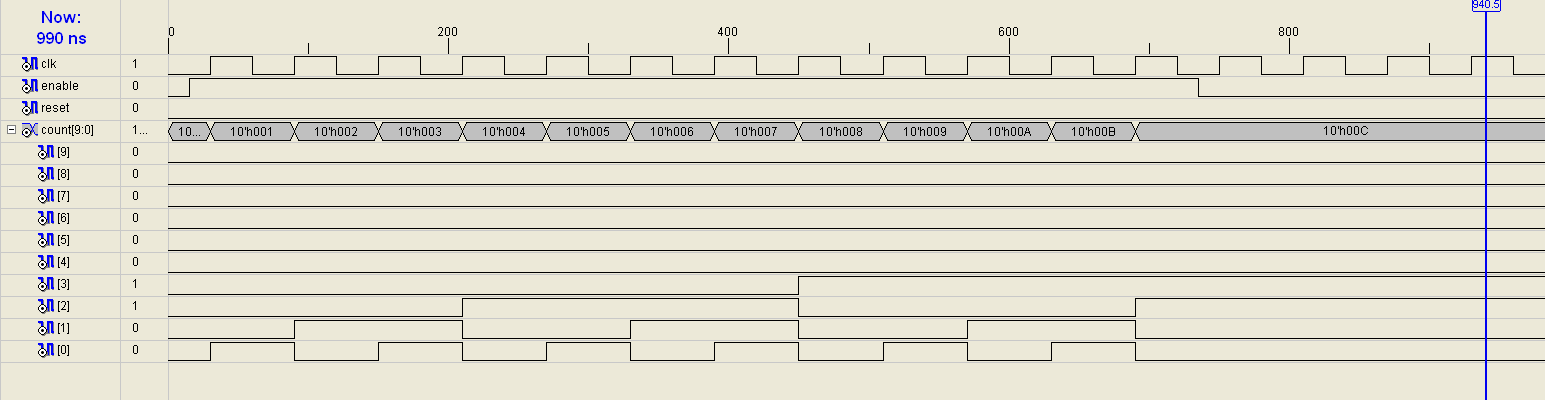 940.5
Now:
990 ns
0 200 400 600 800
clk 1
enable 0
reset 0
count[9:0] 1... 10... 10'h001 10'h002 10'h003 10'h004 10'h005 10'h006 10'h007 10'h008 10'h009 10'h00A 10'h00B 10'h00C
[9] 0
[8] 0
[7] 0
[6] 0
[5] 0
[4] 0
[3] 1
[2] 1
[1] 0
[0] 0